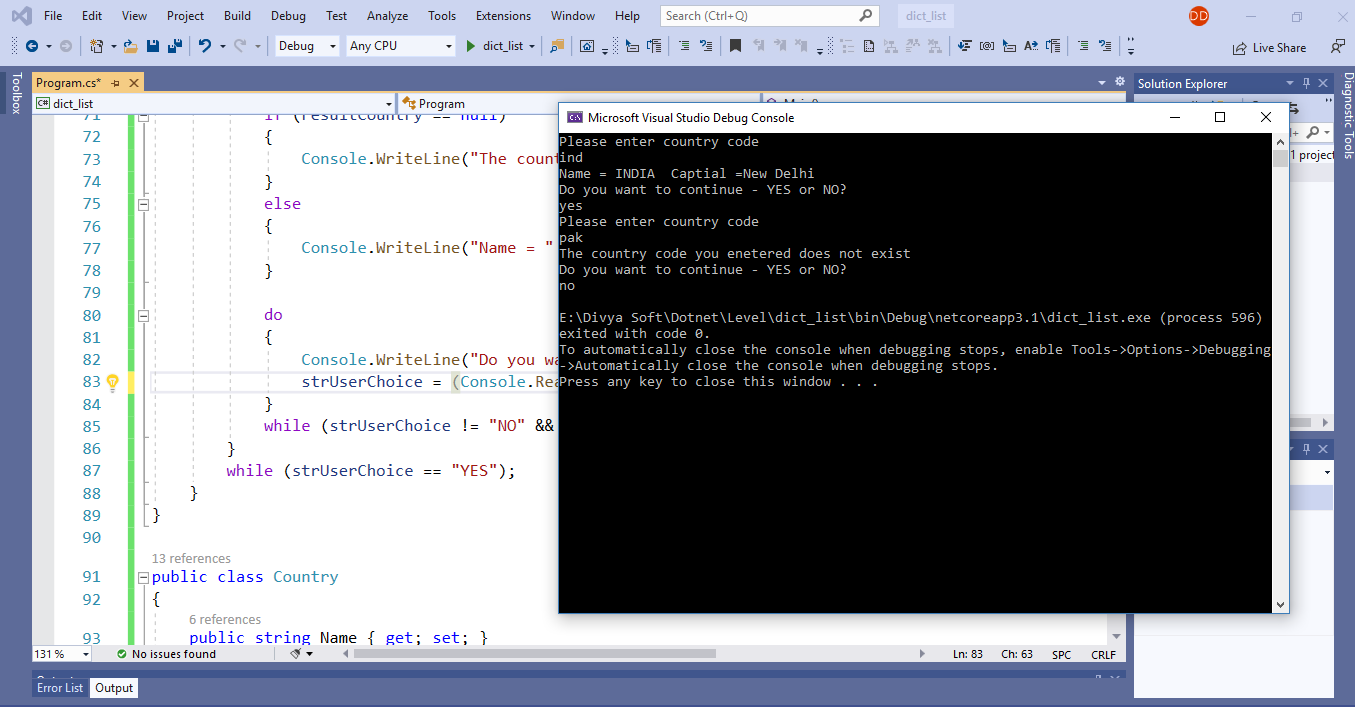 File Edit View Project Build Debug Test Analyze Tools Extensions Window Help Search (Ctrl+Q) dict_list DD
Debug Any CPU dict_list Live Share
Toolbox
Program.cs*
dict_list Program
71 if (resultCountry == null)
72 {
73 Console.WriteLine("The coun
74 }
75 else
76 {
77 Console.WriteLine("Name = "
78 }
79
80 do
81 {
82 Console.WriteLine("Do you wa
83 strUserChoice = (Console.Rea
84 }
85 while (strUserChoice != "NO" &&
86 }
87 while (strUserChoice == "YES");
88 }
89 }
90
13 references
91 public class Country
92 {
6 references
93 public string Name { get; set; }
131 % No issues found Ln: 83 Ch: 63 SPC CRLF
Error List Output
Microsoft Visual Studio Debug Console
Please enter country code
ind
Name = INDIA  Captial =New Delhi
Do you want to continue - YES or NO?
yes
Please enter country code
pak
The country code you enetered does not exist
Do you want to continue - YES or NO?
no
E:\Divya Soft\Dotnet\Level\dict_list\bin\Debug\netcoreapp3.1\dict_list.exe (process 596)
exited with code 0.
To automatically close the console when debugging stops, enable Tools->Options->Debugging
->Automatically close the console when debugging stops.
Press any key to close this window . . .
Solution Explorer
1 project
Diagnostic Tools